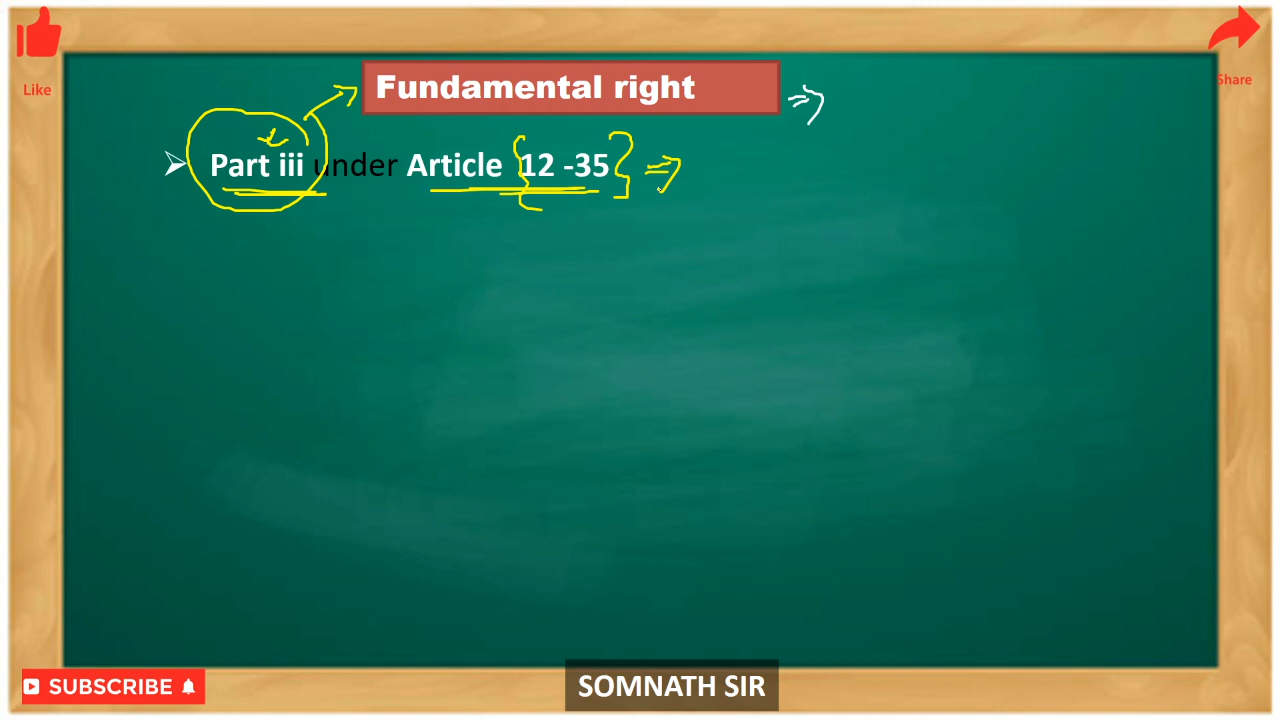 Fundamental right
Like
Share
Part iii under Article 12 -35
SUBSCRIBE
SOMNATH SIR